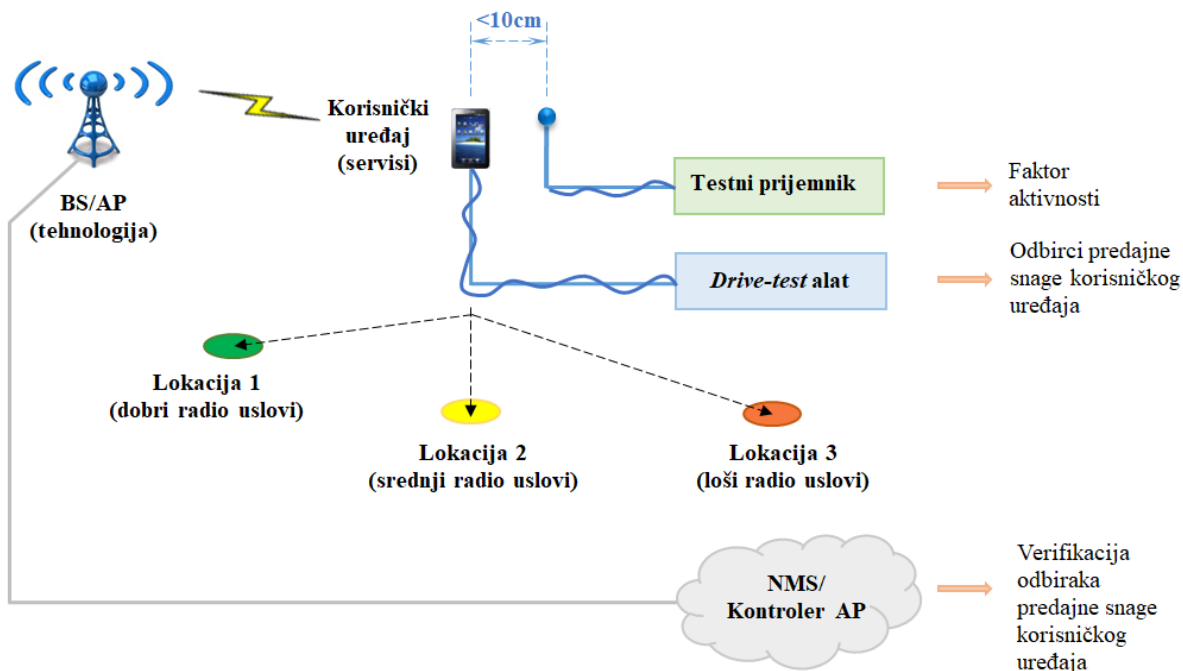 <10cm
Korisnički
uređaj
(servisi)
BS/AP
(tehnologija)
Testni prijemnik
Faktor
aktivnosti
Drive-test alat
Odbirci predajne
snage korisničkog
uređaja
Lokacija 1
(dobri radio uslovi)
Lokacija 2
(srednji radio uslovi)
Lokacija 3
(loši radio uslovi)
NMS/
Kontroler AP
Verifikacija
odbiraka
predajne snage
korisničkog
uređaja